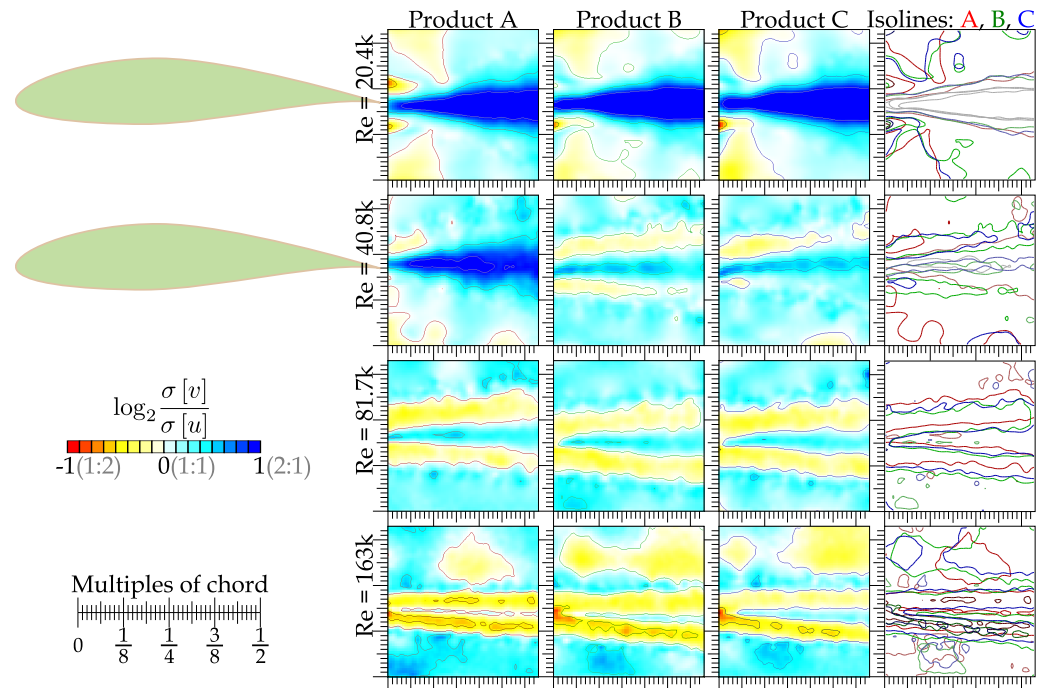 Product A Product B Product C Isolines: A, B, C
Re = 20.4k
Re = 40.8k
Re = 81.7k
Re = 163k
log₂ σ [v] / σ [u]
-1(1:2) 0(1:1) 1(2:1)
Multiples of chord
0 1/8 1/4 3/8 1/2